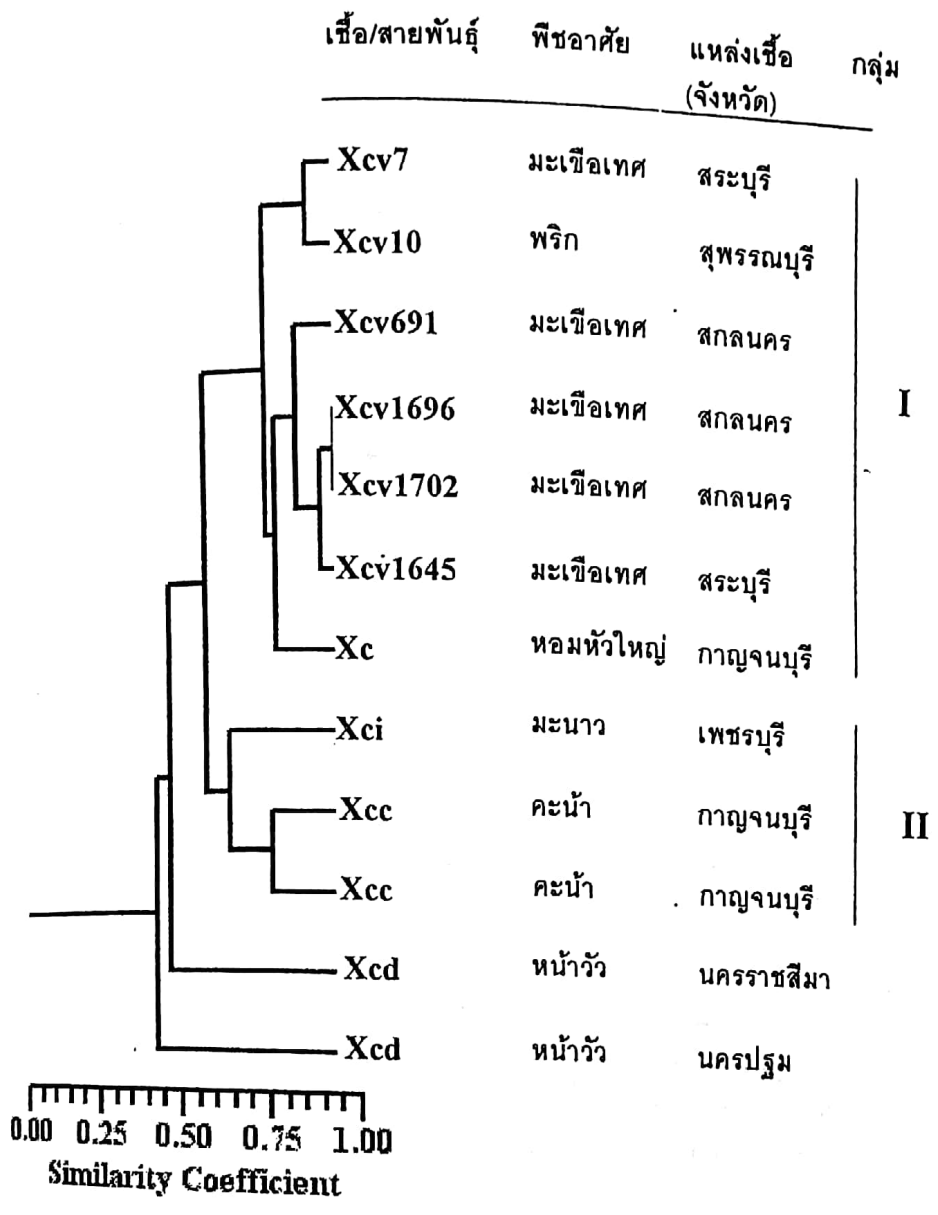 เชื้อ/สายพันธุ์ พืชอาศัย แหล่งเชื้อ กลุ่ม
(จังหวัด)
Xcv7 มะเขือเทศ สระบุรี
Xcv10 พริก สุพรรณบุรี
Xcv691 มะเขือเทศ สกลนคร
I
Xcv1696 มะเขือเทศ สกลนคร
Xcv1702 มะเขือเทศ สกลนคร
Xcv1645 มะเขือเทศ สระบุรี
Xc หอมหัวใหญ่ กาญจนบุรี
Xci มะนาว เพชรบุรี
Xcc คะน้า กาญจนบุรี II
Xcc คะน้า กาญจนบุรี
Xcd หน้าวัว นครราชสีมา
Xcd หน้าวัว นครปฐม
0.00 0.25 0.50 0.75 1.00
Similarity Coefficient